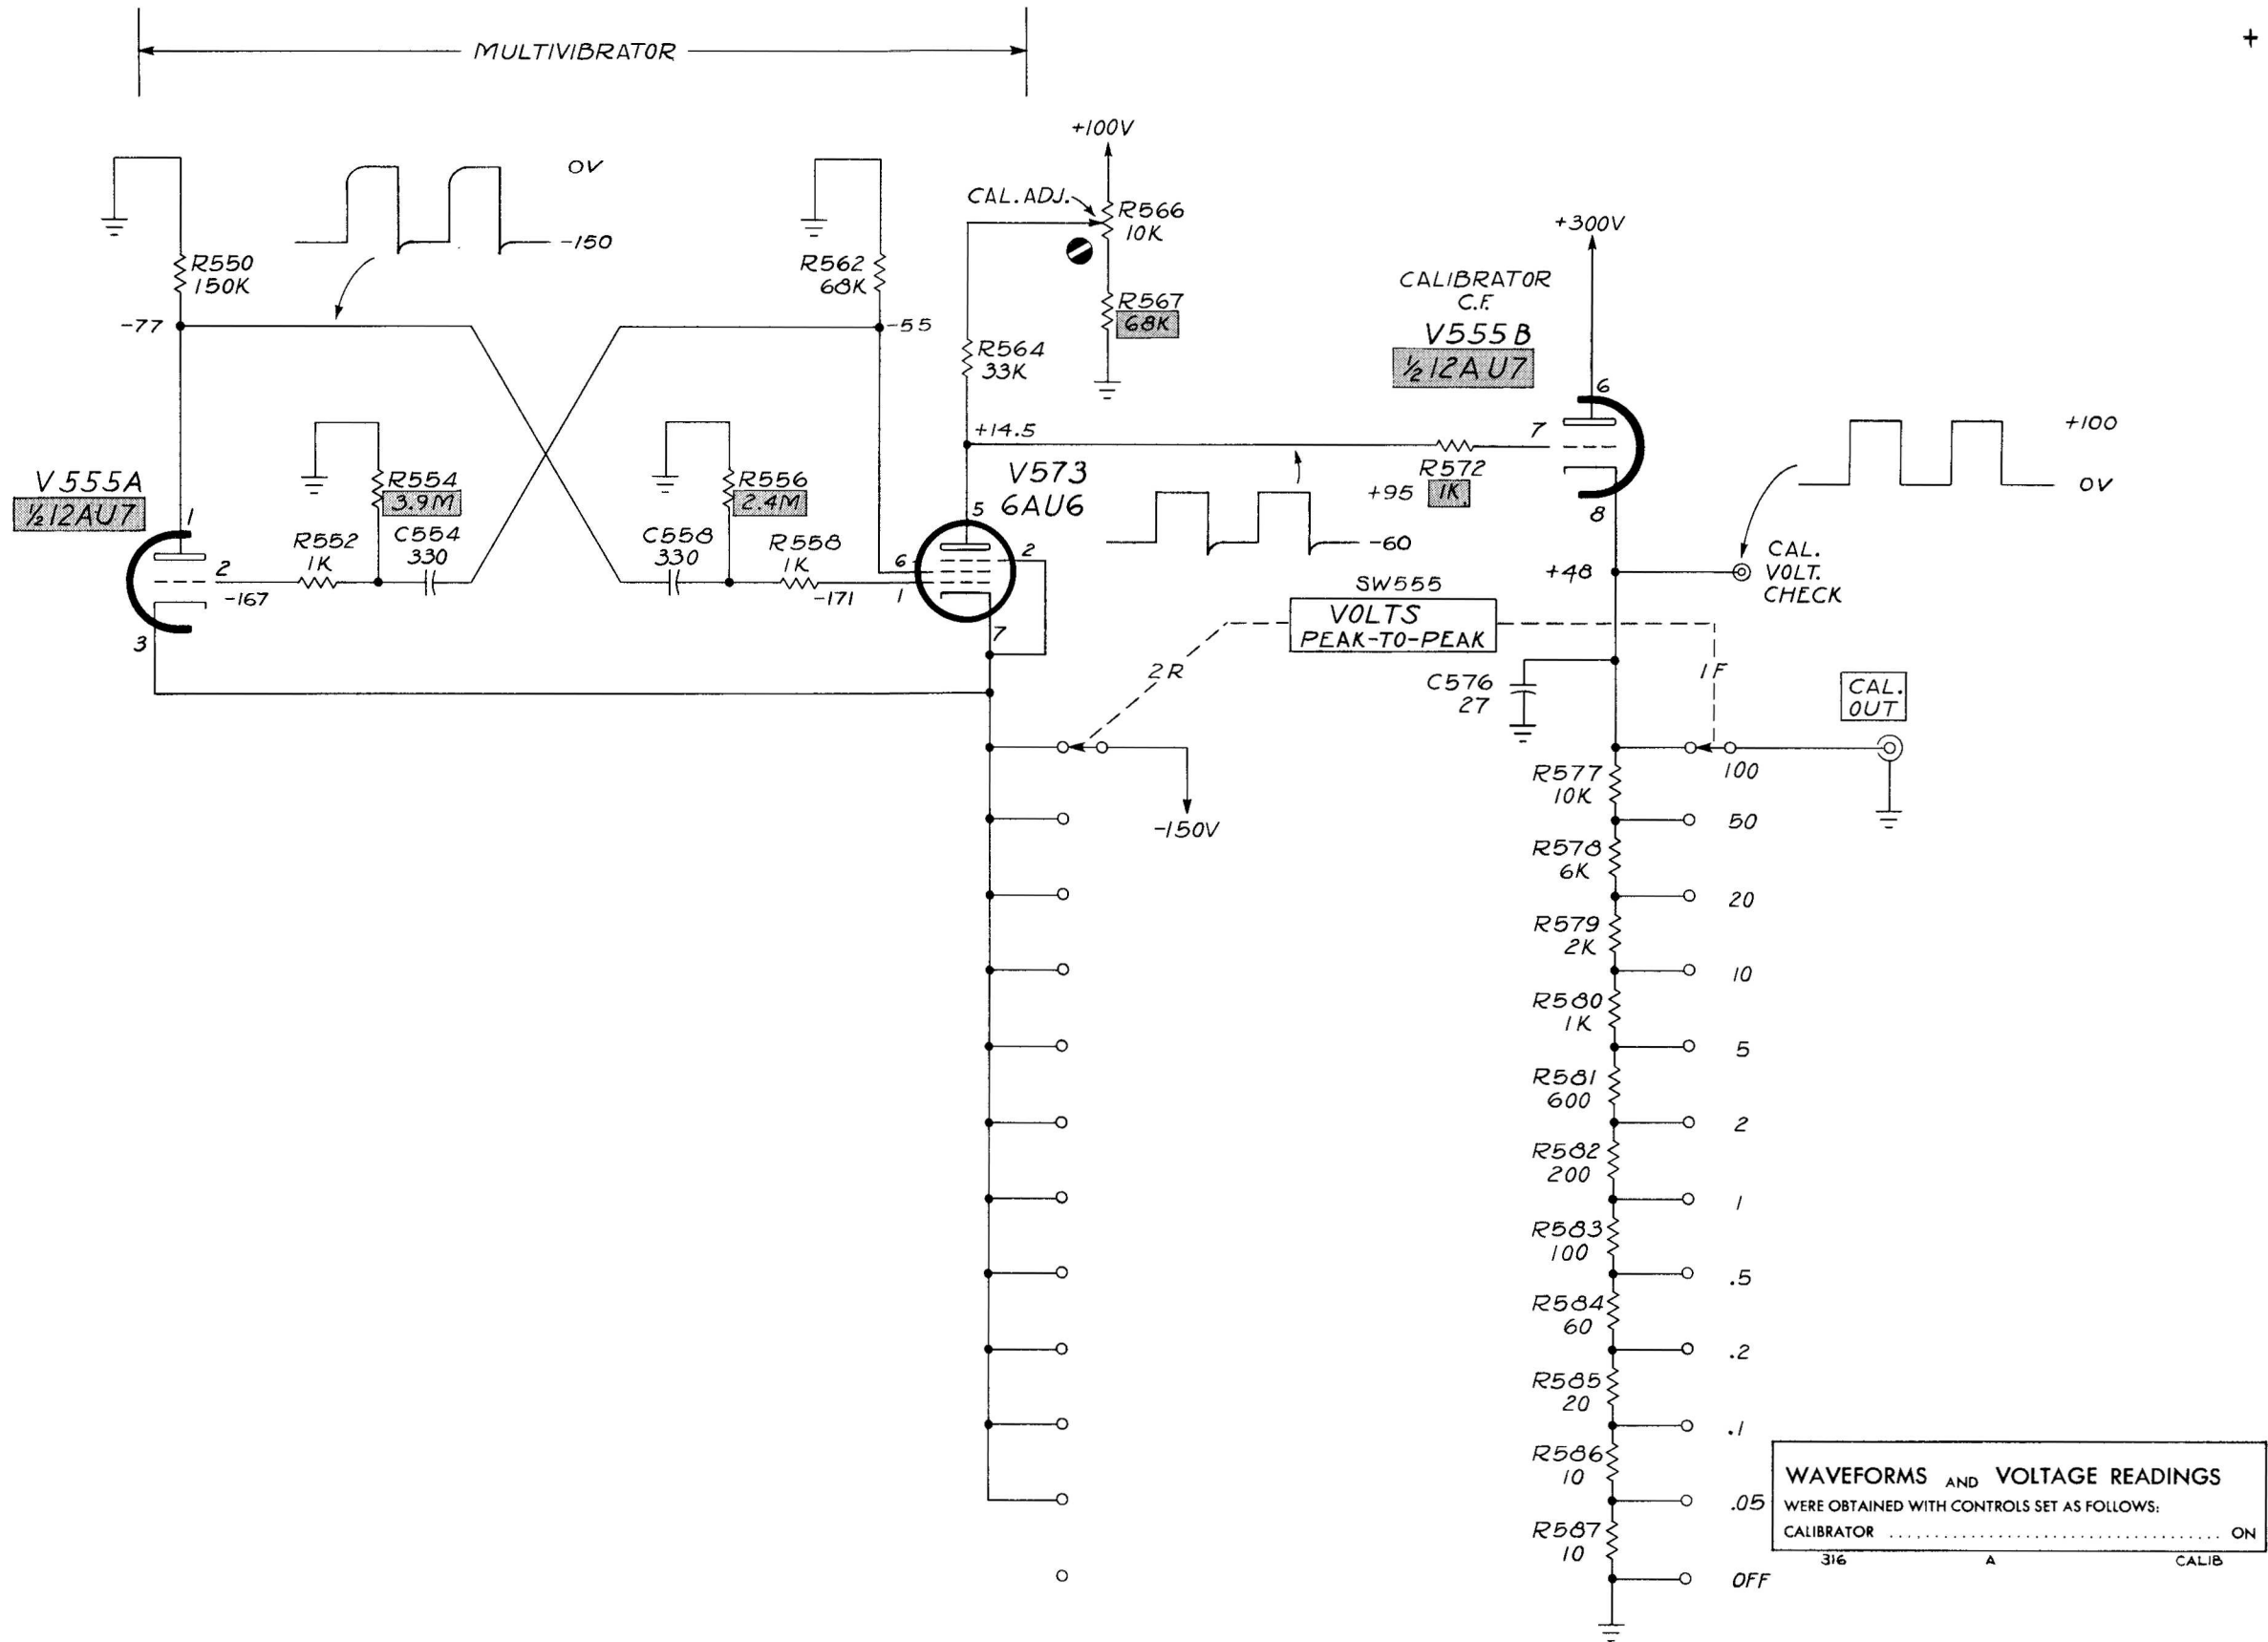 MULTIVIBRATOR
+
+100V
0V
-150
CAL. ADJ.
R566
10K
+300V
R550
150K
R562
68K
R567
68K
CALIBRATOR
C.F.
V555B
½ 12AU7
-77
-55
R564
33K
6
+14.5
7
+100
0V
V555A
½ 12AU7
R554
3.9M
R556
2.4M
V573
6AU6
R572
1K
+95
-60
8
1
5
R552
1K
C554
330
C558
330
R558
1K
2
-167
-171
6
1
2
7
3
SW555
VOLTS
PEAK-TO-PEAK
+48
CAL.
VOLT.
CHECK
2R
1F
C576
27
CAL.
OUT
-150V
R577
10K
100
50
R578
6K
20
R579
2K
10
R580
1K
5
R581
600
2
R582
200
1
R583
100
.5
R584
60
.2
R585
20
.1
R586
10
.05
R587
10
OFF
WAVEFORMS AND VOLTAGE READINGS
WERE OBTAINED WITH CONTROLS SET AS FOLLOWS:
CALIBRATOR ........................................ ON
316 A CALIB